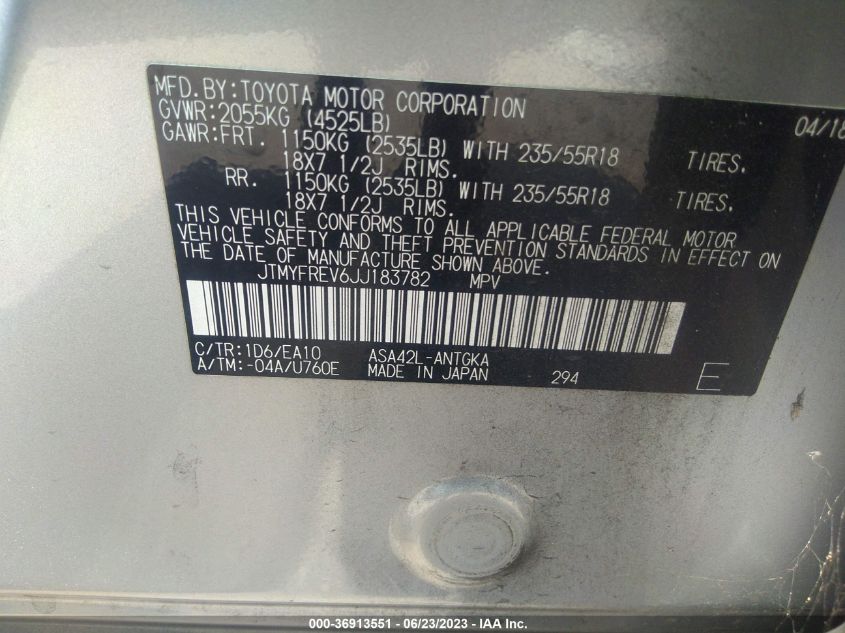 MFD.BY:TOYOTA MOTOR CORPORATION 04/18
GVWR:2055KG (4525LB)
GAWR:FRT. 1150KG (2535LB) WITH 235/55R18 TIRES.
18X7 1/2J RIMS.
RR. 1150KG (2535LB) WITH 235/55R18 TIRES.
18X7 1/2J RIMS.
THIS VEHICLE CONFORMS TO ALL APPLICABLE FEDERAL MOTOR
VEHICLE SAFETY AND THEFT PREVENTION STANDARDS IN EFFECT ON
THE DATE OF MANUFACTURE SHOWN ABOVE.
JTMYFREV6JJ183782 MPV
C/TR:1D6/EA10 ASA42L-ANTGKA
A/TM:-04A/U760E MADE IN JAPAN 294 E
000-36913551 - 06/23/2023 - IAA Inc.